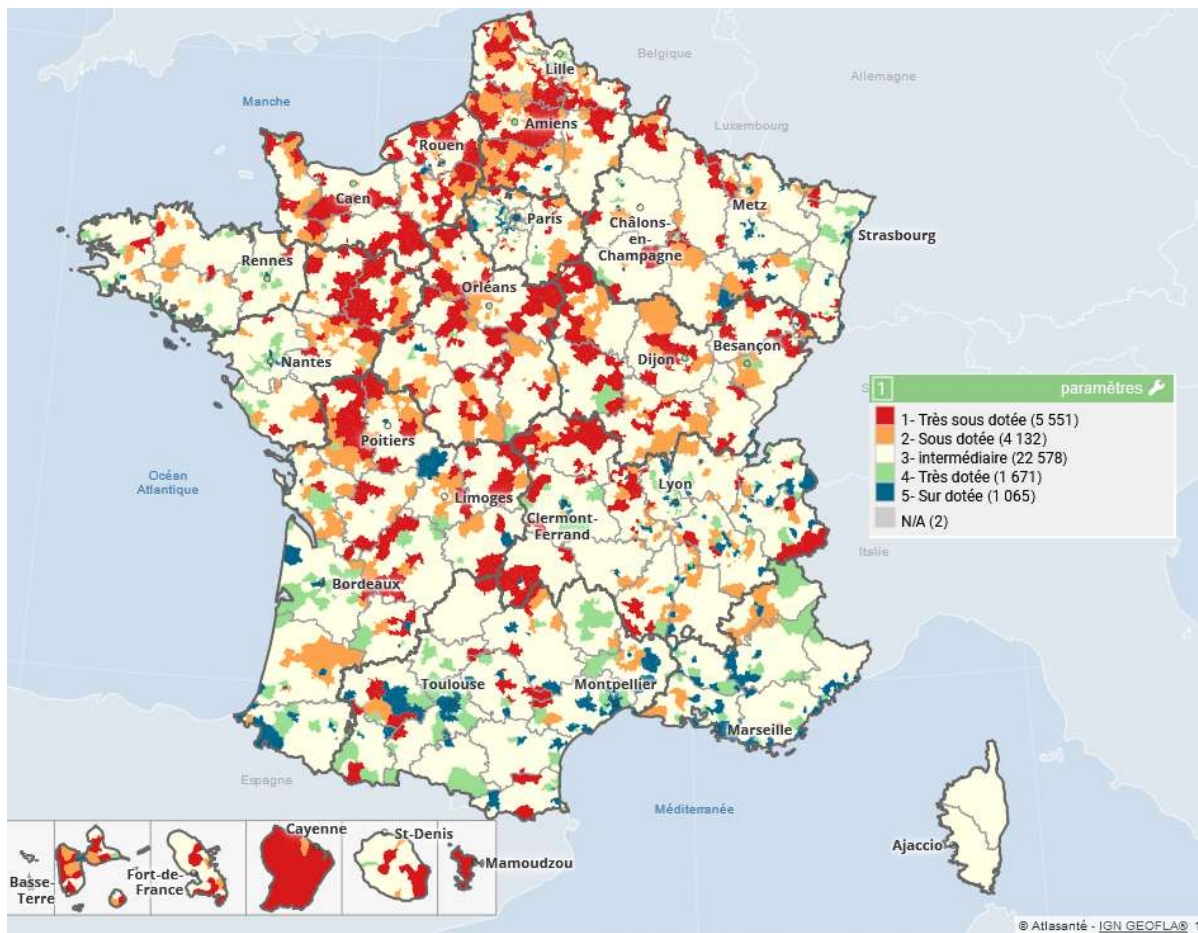 Belgique
Lille
Allemagne
Manche
Amiens
Luxembourg
Rouen
Caen
Metz
Paris
Châlons-
en-
Champagne
Strasbourg
Rennes
Orléans
Dijon
Besançon
Nantes
1 paramètres
1- Très sous dotée (5 551)
2- Sous dotée (4 132)
3- intermédiaire (22 578)
4- Très dotée (1 671)
5- Sur dotée (1 065)
N/A (2)
Poitiers
Océan
Atlantique
Limoges
Lyon
Clermont-
Ferrand
Italie
Bordeaux
Toulouse
Montpellier
Marseille
Espagne
Méditerranée
Ajaccio
Basse-
Terre
Fort-de-
France
Cayenne
St-Denis
Mamoudzou
© Atlasanté - IGN GEOFLA®